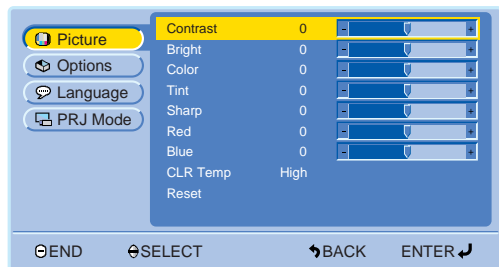 Picture
Options
Language
PRJ Mode
Contrast 0 - +
Bright 0 - +
Color 0 - +
Tint 0 - +
Sharp 0 - +
Red 0 - +
Blue 0 - +
CLR Temp High
Reset
END SELECT BACK ENTER